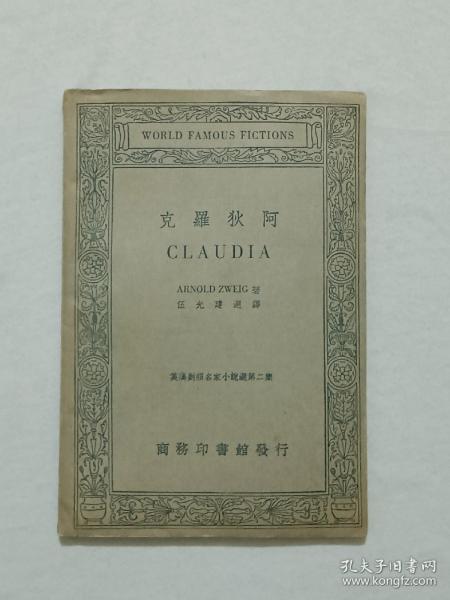 WORLD FAMOUS FICTIONS
克羅狄阿
CLAUDIA
ARNOLD ZWEIG 著
伍光建選譯
英漢對照名家小說選第二集
商務印書館發行
孔夫子旧书网
www.kongfz.com